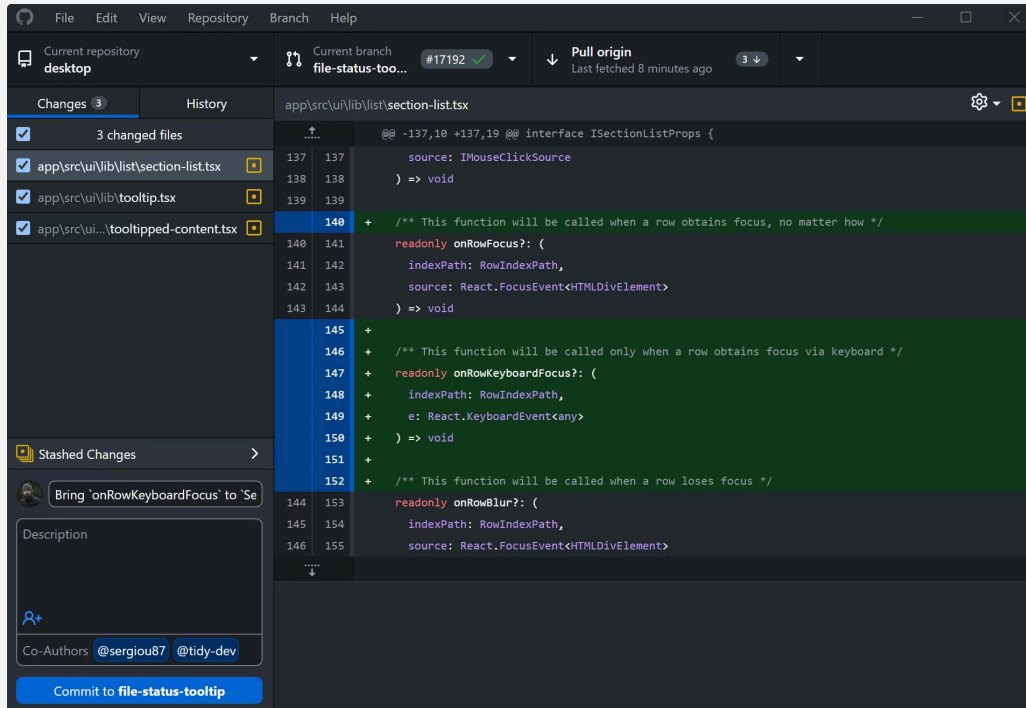 File Edit View Repository Branch Help
Current repository
desktop
Current branch
file-status-too...
#17192
Pull origin
Last fetched 8 minutes ago
3
Changes 3
History
3 changed files
app\src\ui\lib\list\section-list.tsx
app\src\ui\lib\tooltip.tsx
app\src\ui...\tooltipped-content.tsx
Stashed Changes
Bring `onRowKeyboardFocus` to `Se
Description
Co-Authors @sergiou87 @tidy-dev
Commit to file-status-tooltip
app\src\ui\lib\list\section-list.tsx
@@ -137,10 +137,19 @@ interface ISectionListProps {
137 137 source: IMouseClickSource
138 138 ) => void
139 139
140 + /** This function will be called when a row obtains focus, no matter how */
140 141 readonly onRowFocus?: (
141 142 indexPath: RowIndexPath,
142 143 source: React.FocusEvent<HTMLDivElement>
143 144 ) => void
145 +
146 + /** This function will be called only when a row obtains focus via keyboard */
147 + readonly onRowKeyboardFocus?: (
148 + indexPath: RowIndexPath,
149 + e: React.KeyboardEvent<any>
150 + ) => void
151 +
152 + /** This function will be called when a row loses focus */
144 153 readonly onRowBlur?: (
145 154 indexPath: RowIndexPath,
146 155 source: React.FocusEvent<HTMLDivElement>